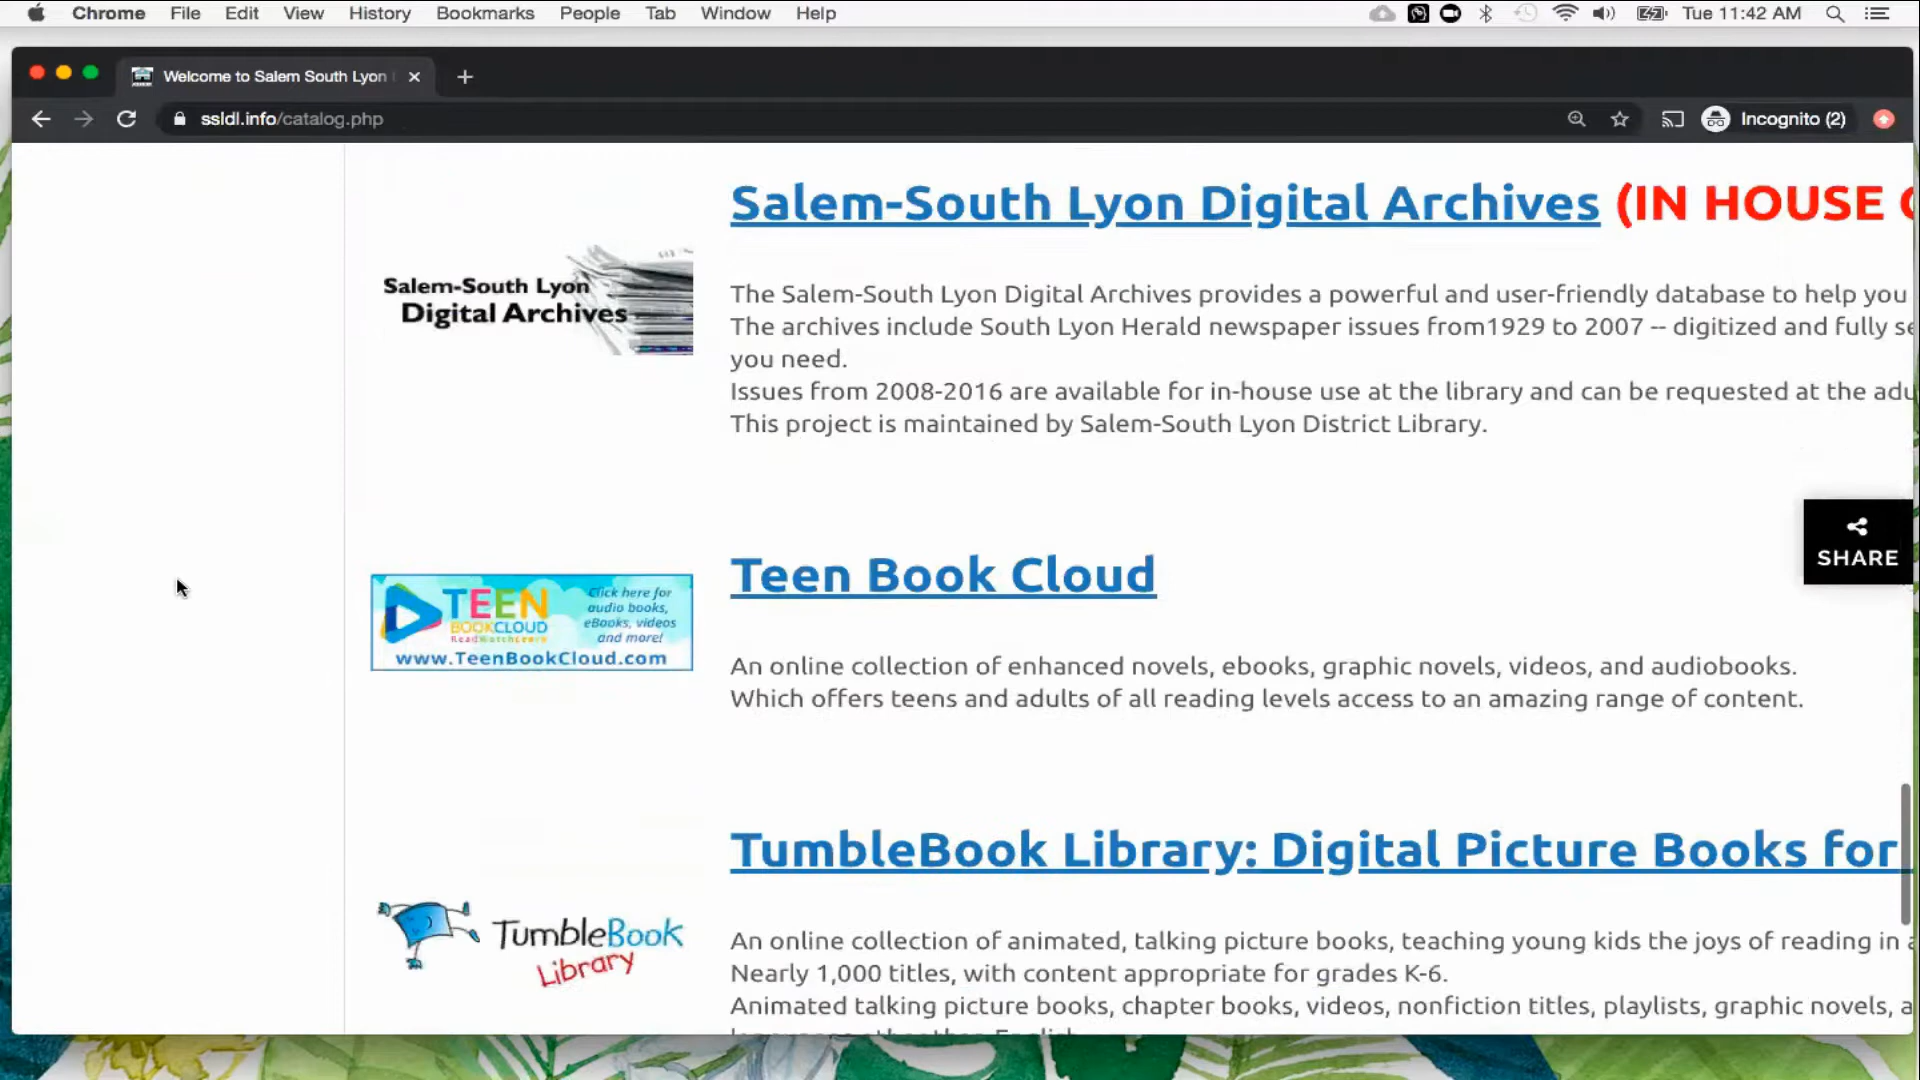 Chrome File Edit View History Bookmarks People Tab Window Help Tue 11:42 AM
Welcome to Salem South Lyon
ssldl.info/catalog.php Incognito (2)
Salem-South Lyon Digital Archives (IN HOUSE
Salem-South Lyon
Digital Archives
The Salem-South Lyon Digital Archives provides a powerful and user-friendly database to help you
The archives include South Lyon Herald newspaper issues from1929 to 2007 -- digitized and fully se
you need.
Issues from 2008-2016 are available for in-house use at the library and can be requested at the adu
This project is maintained by Salem-South Lyon District Library.
SHARE
Teen Book Cloud
TEEN
BOOKCLOUD
ReadWatchLearn
Click here for
audio books,
eBooks, videos
and more!
www.TeenBookCloud.com
An online collection of enhanced novels, ebooks, graphic novels, videos, and audiobooks.
Which offers teens and adults of all reading levels access to an amazing range of content.
TumbleBook Library: Digital Picture Books for
TumbleBook
Library
An online collection of animated, talking picture books, teaching young kids the joys of reading in a
Nearly 1,000 titles, with content appropriate for grades K-6.
Animated talking picture books, chapter books, videos, nonfiction titles, playlists, graphic novels, a